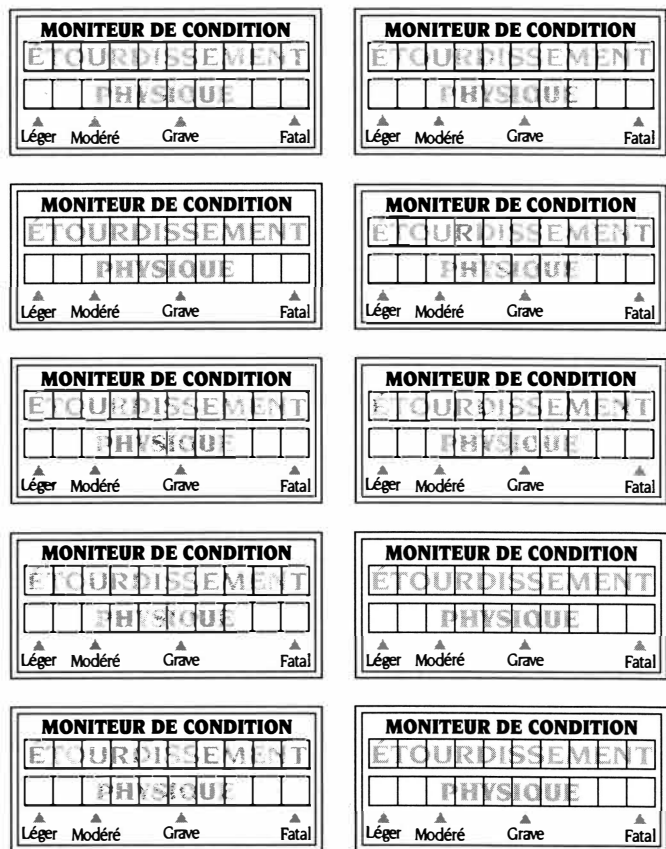 MONITEUR DE CONDITION
ÉTOURDISSEMENT
PHYSIQUE
Léger Modéré Grave Fatal
MONITEUR DE CONDITION
ÉTOURDISSEMENT
PHYSIQUE
Léger Modéré Grave Fatal
MONITEUR DE CONDITION
ÉTOURDISSEMENT
PHYSIQUE
Léger Modéré Grave Fatal
MONITEUR DE CONDITION
ÉTOURDISSEMENT
PHYSIQUE
Léger Modéré Grave Fatal
MONITEUR DE CONDITION
ÉTOURDISSEMENT
PHYSIQUE
Léger Modéré Grave Fatal
MONITEUR DE CONDITION
ÉTOURDISSEMENT
PHYSIQUE
Léger Modéré Grave Fatal
MONITEUR DE CONDITION
ÉTOURDISSEMENT
PHYSIQUE
Léger Modéré Grave Fatal
MONITEUR DE CONDITION
ÉTOURDISSEMENT
PHYSIQUE
Léger Modéré Grave Fatal
MONITEUR DE CONDITION
ÉTOURDISSEMENT
PHYSIQUE
Léger Modéré Grave Fatal
MONITEUR DE CONDITION
ÉTOURDISSEMENT
PHYSIQUE
Léger Modéré Grave Fatal